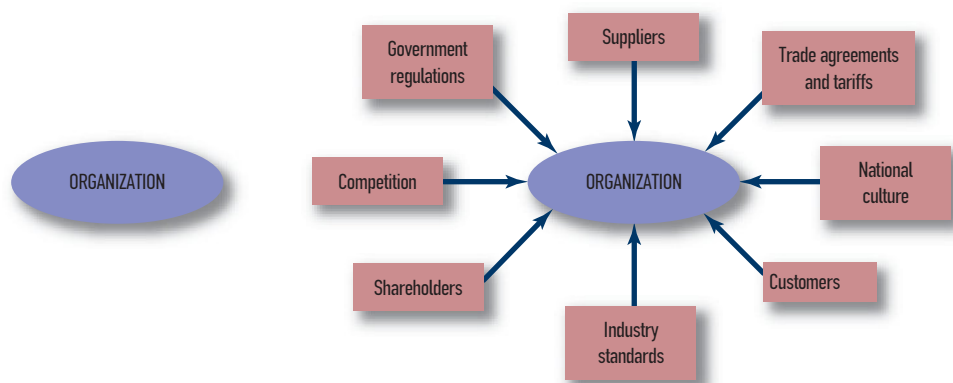 ORGANIZATION
Government
regulations
Suppliers
Trade agreements
and tariffs
Competition
ORGANIZATION
National
culture
Shareholders
Industry
standards
Customers